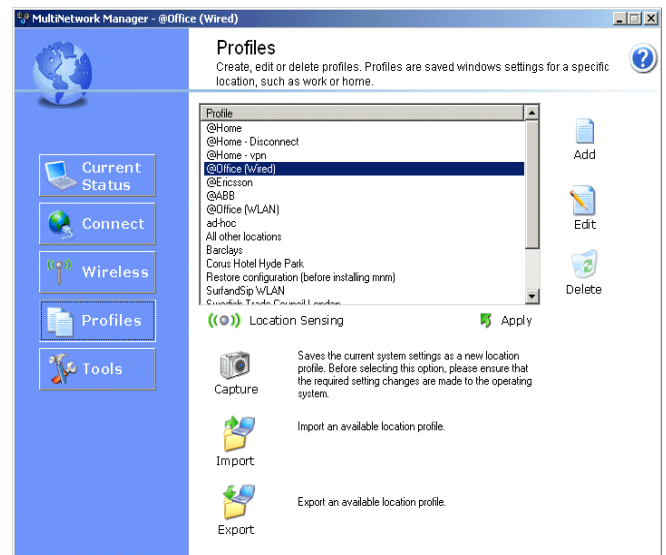 MultiNetwork Manager - @Office (Wired)
Profiles
Create, edit or delete profiles. Profiles are saved windows settings for a specific
location, such as work or home.
Current
Status
Connect
Wireless
Profiles
Tools
Profile
@Home
@Home - Disconnect
@Home - vpn
@Office (Wired)
@Ericsson
@ABB
@Office (WLAN)
ad-hoc
All other locations
Barclays
Corus Hotel Hyde Park
Restore configuration (before installing mnm)
SurfandSip WLAN
Swedish Trade Council London
Add
Edit
Delete
Location Sensing
Apply
Capture
Saves the current system settings as a new location
profile. Before selecting this option, please ensure that
the required setting changes are made to the operating
system.
Import
Import an available location profile.
Export
Export an available location profile.